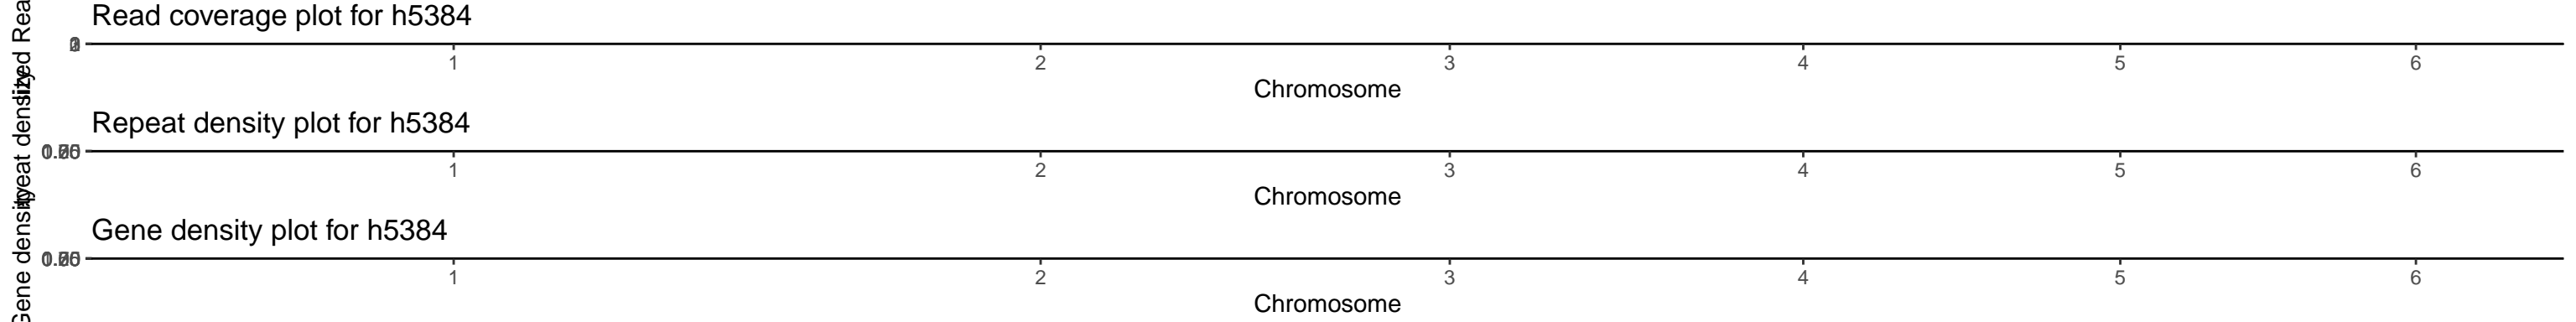 Read coverage plot for h5384
1 2 3 4 5 6
Chromosome
Repeat density plot for h5384
1 2 3 4 5 6
Chromosome
Gene density plot for h5384
1 2 3 4 5 6
Chromosome
Gene density
density